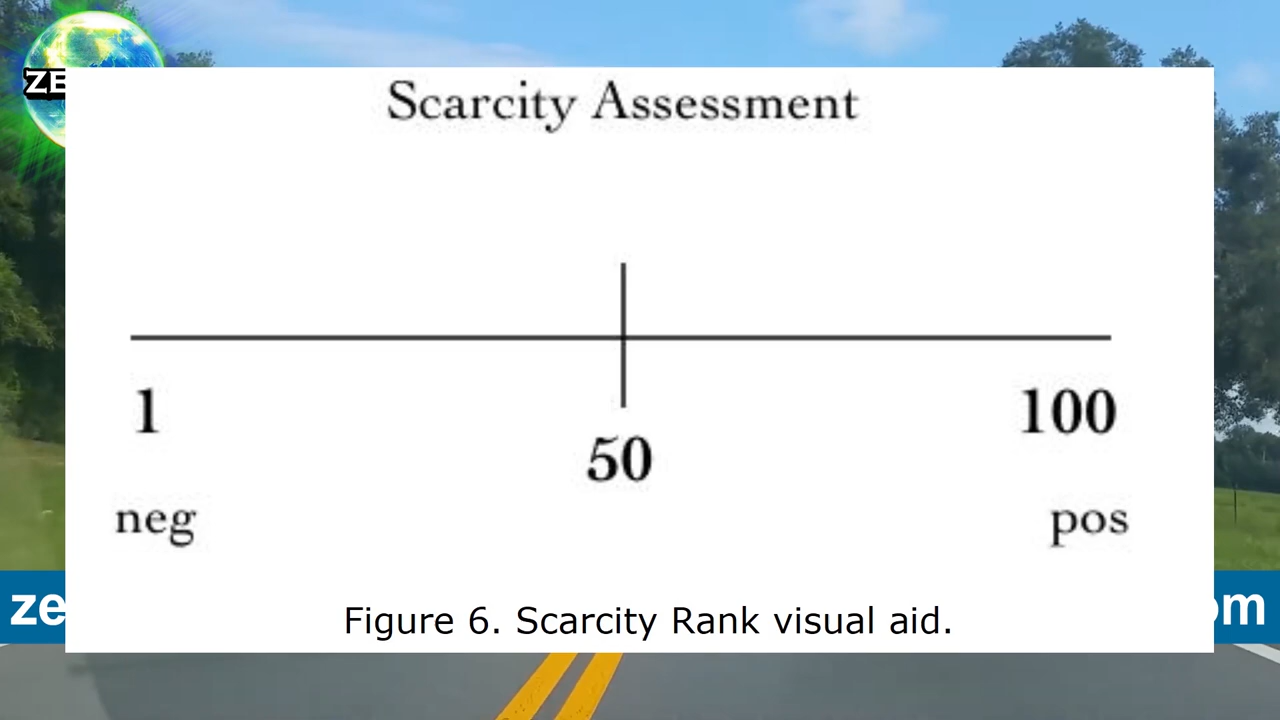 Scarcity Assessment
1
50
100
neg
pos
Figure 6. Scarcity Rank visual aid.